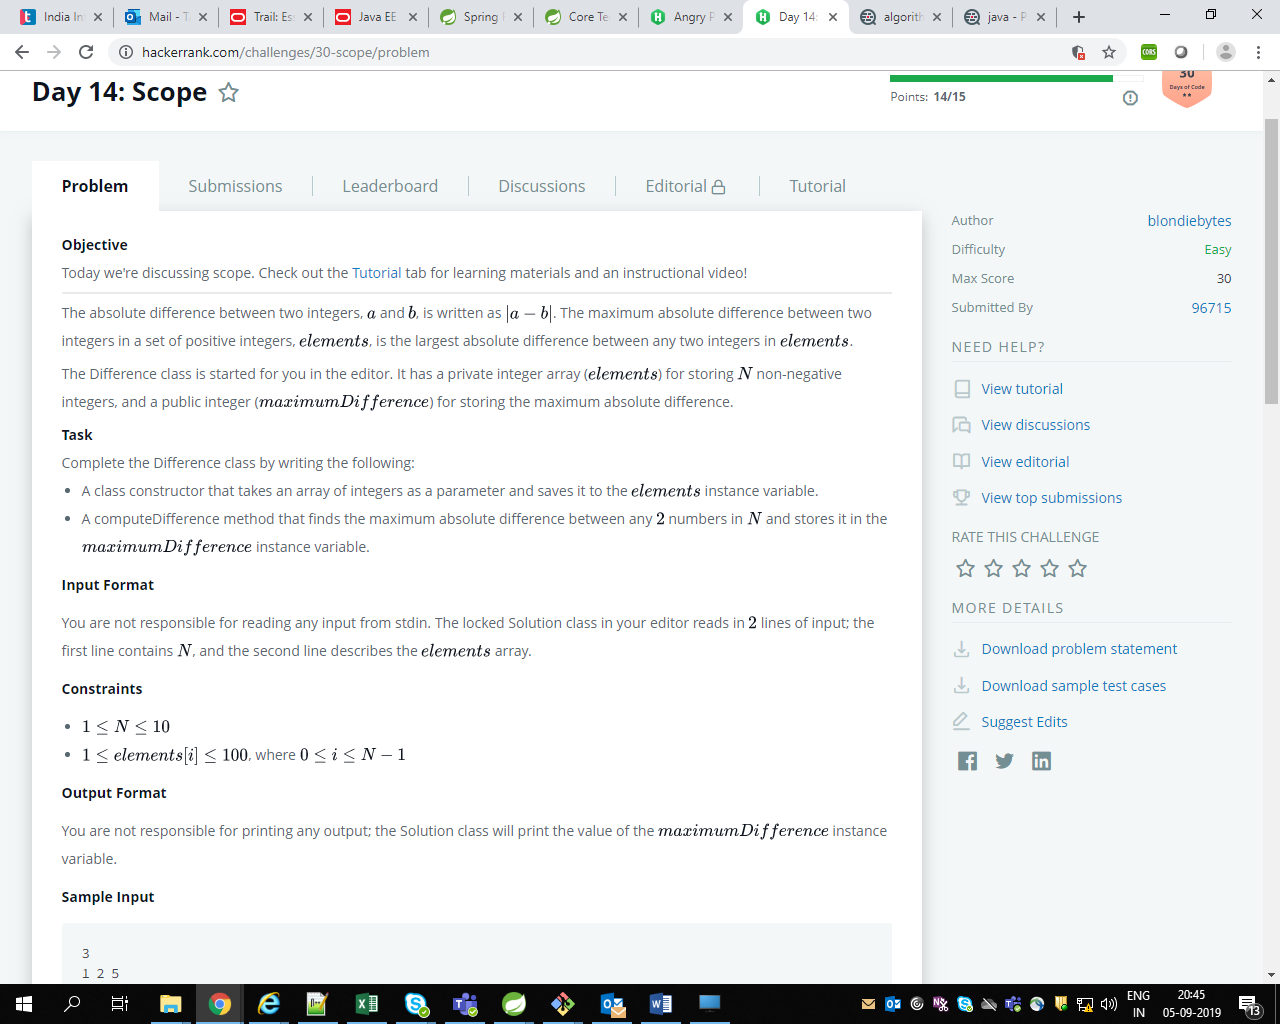 India In
Mail - T
Trail: Es
Java EE
Spring
Core Te
Angry P
Day 14:
algorith
java - P
hackerrank.com/challenges/30-scope/problem
CORS
Day 14: Scope
Points: 14/15
30
Days of Code
Problem
Submissions
Leaderboard
Discussions
Editorial
Tutorial
Objective
Today we're discussing scope. Check out the Tutorial tab for learning materials and an instructional video!
The absolute difference between two integers, a and b, is written as |a − b|. The maximum absolute difference between two
integers in a set of positive integers, elements, is the largest absolute difference between any two integers in elements.
The Difference class is started for you in the editor. It has a private integer array (elements) for storing N non-negative
integers, and a public integer (maximumDifference) for storing the maximum absolute difference.
Task
Complete the Difference class by writing the following:
• A class constructor that takes an array of integers as a parameter and saves it to the elements instance variable.
• A computeDifference method that finds the maximum absolute difference between any 2 numbers in N and stores it in the
maximumDifference instance variable.
Input Format
You are not responsible for reading any input from stdin. The locked Solution class in your editor reads in 2 lines of input; the
first line contains N, and the second line describes the elements array.
Constraints
• 1 ≤ N ≤ 10
• 1 ≤ elements[i] ≤ 100, where 0 ≤ i ≤ N − 1
Output Format
You are not responsible for printing any output; the Solution class will print the value of the maximumDifference instance
variable.
Sample Input
3
1 2 5
Author blondiebytes
Difficulty Easy
Max Score 30
Submitted By 96715
NEED HELP?
View tutorial
View discussions
View editorial
View top submissions
RATE THIS CHALLENGE
MORE DETAILS
Download problem statement
Download sample test cases
Suggest Edits
ENG
IN
20:45
05-09-2019
13